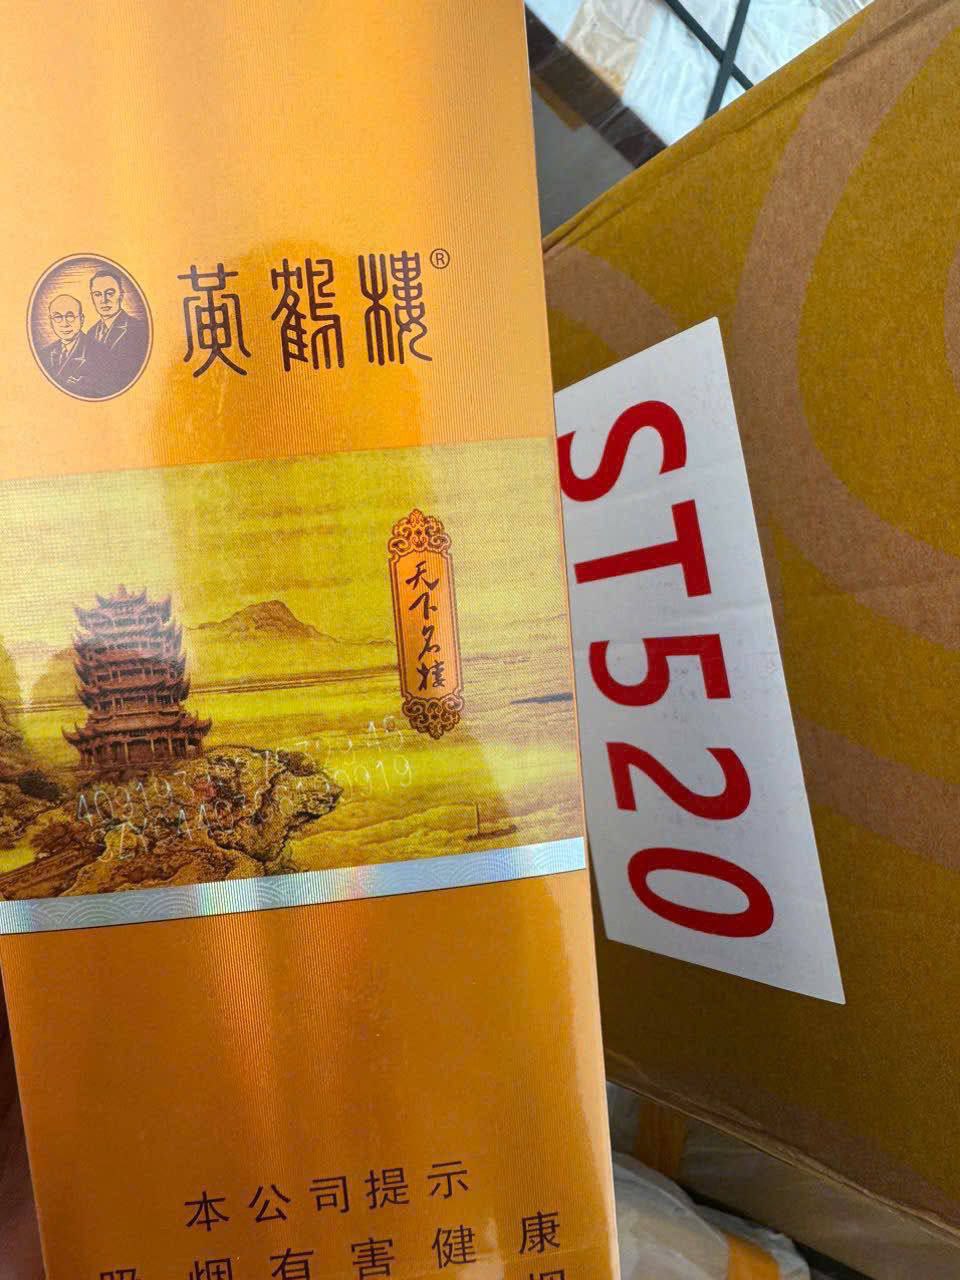 黄鹤楼®
天下名楼
ST520
本公司提示
吸烟有害健康